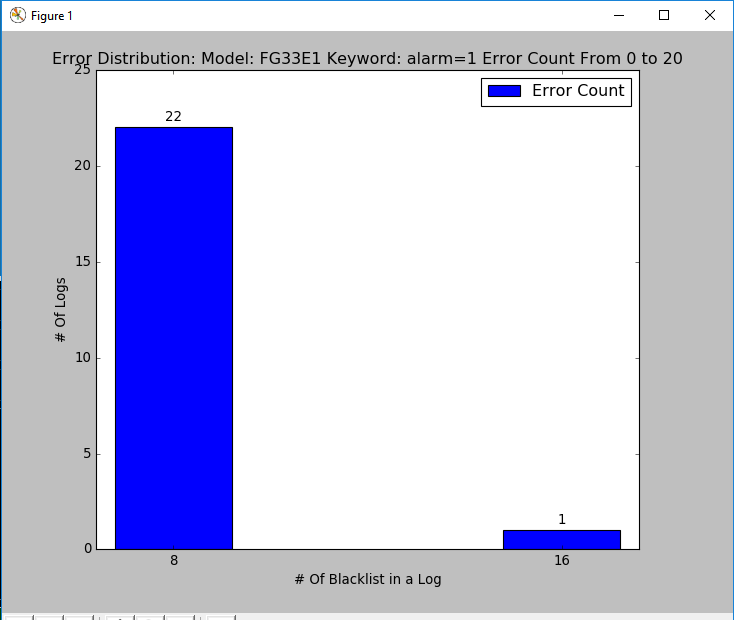 Figure 1
Error Distribution: Model: FG33E1 Keyword: alarm=1 Error Count From 0 to 20
25
Error Count
22
20
15
# Of Logs
10
5
1
0
8
16
# Of Blacklist in a Log